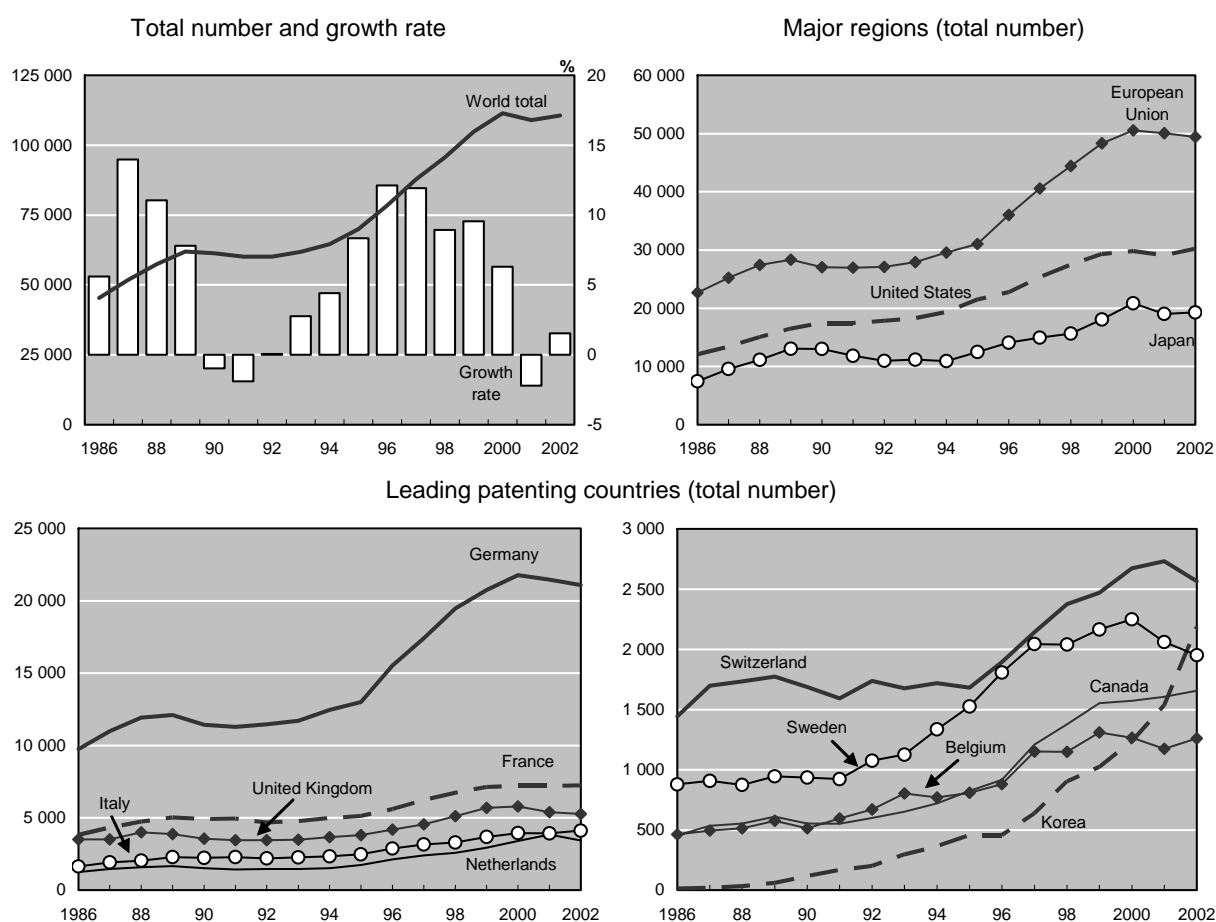 Total number and growth rate
Major regions (total number)
125 000
100 000
75 000
50 000
25 000
0
%
20
15
10
5
0
-5
World total
Growth
rate
1986 88 90 92 94 96 98 2000 2002
60 000
50 000
40 000
30 000
20 000
10 000
0
European
Union
United States
Japan
1986 88 90 92 94 96 98 2000 2002
Leading patenting countries (total number)
25 000
20 000
15 000
10 000
5 000
0
Germany
France
United Kingdom
Italy
Netherlands
1986 88 90 92 94 96 98 2000 2002
3 000
2 500
2 000
1 500
1 000
500
0
Switzerland
Canada
Sweden
Belgium
Korea
1986 88 90 92 94 96 98 2000 2002